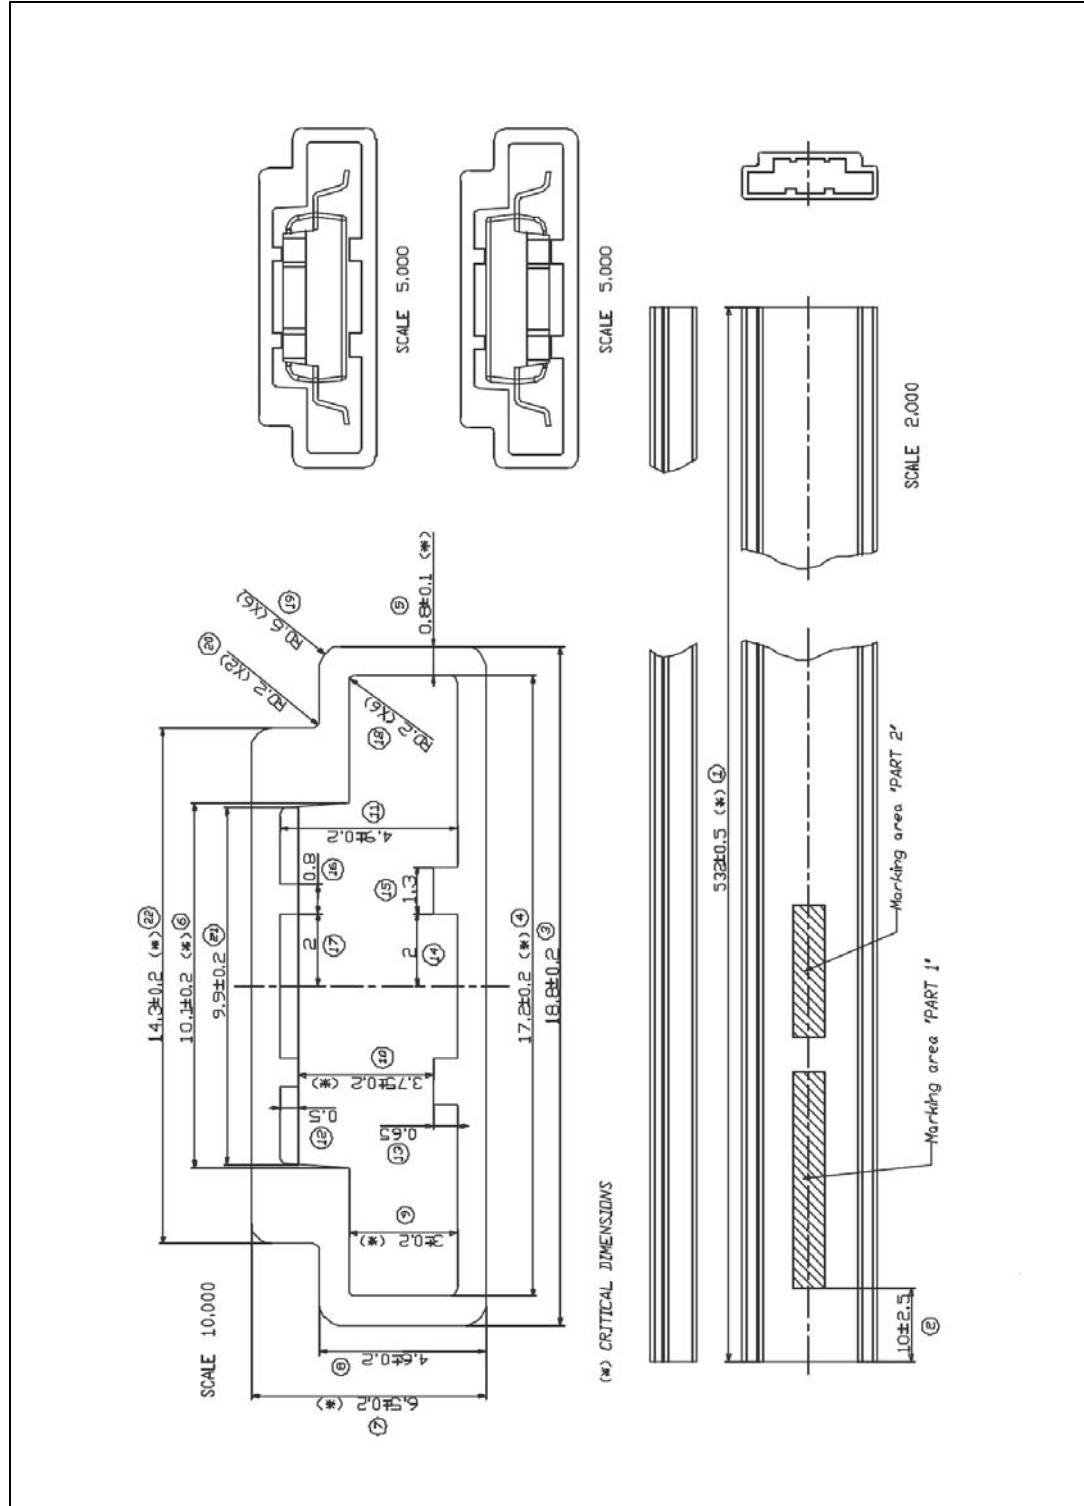 SCALE 10,000
14,3±0.2 (*) 22
10,1±0.2 (*) 6
9.9±0.2 21
R0.2 (X2) 20
R0.6 (X6) 19
0.8±0.1 (*) 5
R0.2 (X6) 18
4.9±0.2 11
0.8 16
2 17
1.3 15
2 14
3.75±0.2 (*) 10
0.5 12
0.65 13
3±0.2 (*) 9
17.2±0.2 (*) 4
18.8±0.2 3
4.6±0.2 8
6.5±0.2 (*) 7
SCALE 5,000
SCALE 5,000
(*) CRITICAL DIMENSIONS
532±0.5 (*) 1
10±2.5 2
Marking area "PART 1"
Marking area "PART 2"
SCALE 2,000